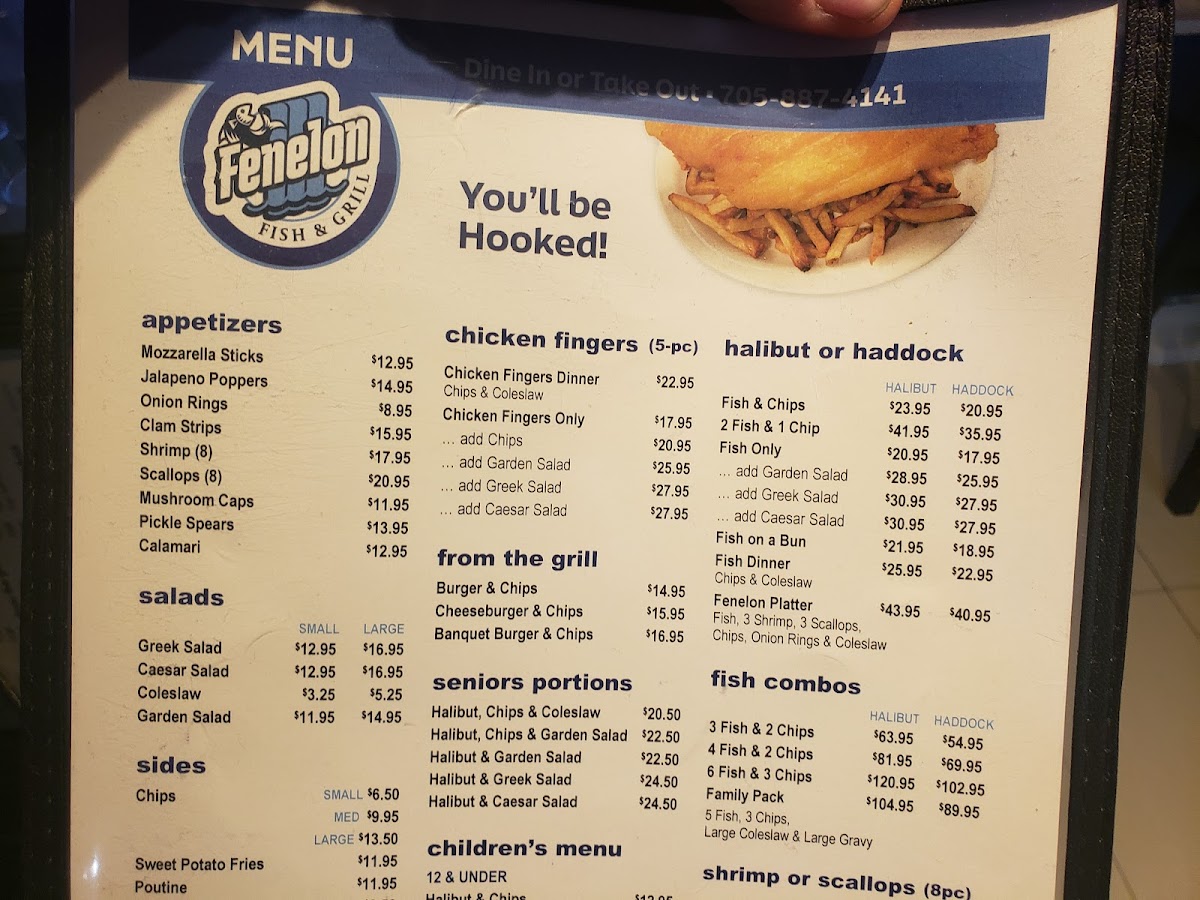 MENU
Dine In or Take Out • 705-887-4141
Fenelon
FISH & GRILL
You'll be
Hooked!
appetizers
Mozzarella Sticks $12.95
Jalapeno Poppers $14.95
Onion Rings $8.95
Clam Strips $15.95
Shrimp (8) $17.95
Scallops (8) $20.95
Mushroom Caps $11.95
Pickle Spears $13.95
Calamari $12.95
salads
SMALL LARGE
Greek Salad $12.95 $16.95
Caesar Salad $12.95 $16.95
Coleslaw $3.25 $5.25
Garden Salad $11.95 $14.95
sides
Chips SMALL $6.50
MED $9.95
LARGE $13.50
Sweet Potato Fries $11.95
Poutine $11.95
chicken fingers (5-pc)
Chicken Fingers Dinner $22.95
Chips & Coleslaw
Chicken Fingers Only $17.95
... add Chips $20.95
... add Garden Salad $25.95
... add Greek Salad $27.95
... add Caesar Salad $27.95
from the grill
Burger & Chips $14.95
Cheeseburger & Chips $15.95
Banquet Burger & Chips $16.95
seniors portions
Halibut, Chips & Coleslaw $20.50
Halibut, Chips & Garden Salad $22.50
Halibut & Garden Salad $22.50
Halibut & Greek Salad $24.50
Halibut & Caesar Salad $24.50
children's menu
12 & UNDER
Halibut & Chips
halibut or haddock
HALIBUT HADDOCK
Fish & Chips $23.95 $20.95
2 Fish & 1 Chip $41.95 $35.95
Fish Only $20.95 $17.95
... add Garden Salad $28.95 $25.95
... add Greek Salad $30.95 $27.95
... add Caesar Salad $30.95 $27.95
Fish on a Bun $21.95 $18.95
Fish Dinner $25.95 $22.95
Chips & Coleslaw
Fenelon Platter $43.95 $40.95
Fish, 3 Shrimp, 3 Scallops,
Chips, Onion Rings & Coleslaw
fish combos
HALIBUT HADDOCK
3 Fish & 2 Chips $63.95 $54.95
4 Fish & 2 Chips $81.95 $69.95
6 Fish & 3 Chips $120.95 $102.95
Family Pack $104.95 $89.95
5 Fish, 3 Chips,
Large Coleslaw & Large Gravy
shrimp or scallops (8pc)